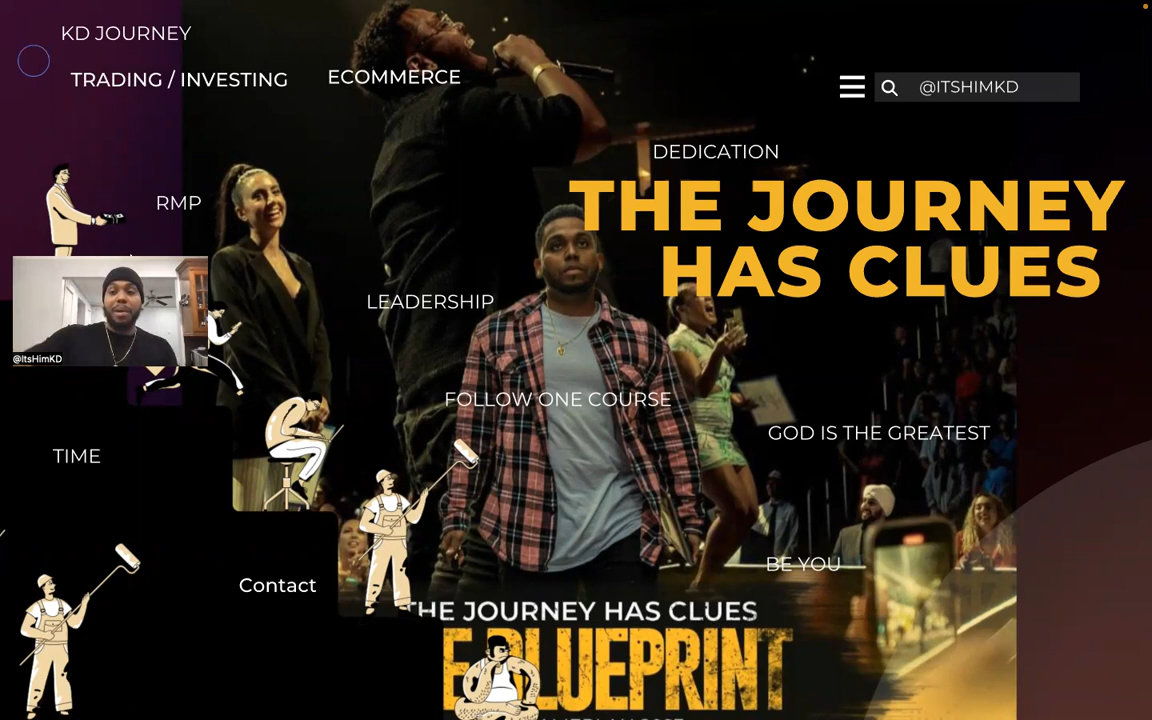 KD JOURNEY
TRADING / INVESTING
ECOMMERCE
@ITSHIMKD
DEDICATION
THE JOURNEY
HAS CLUES
RMP
LEADERSHIP
@ItsHimKD
FOLLOW ONE COURSE
GOD IS THE GREATEST
TIME
BE YOU
Contact
THE JOURNEY HAS CLUES
E BLUEPRINT